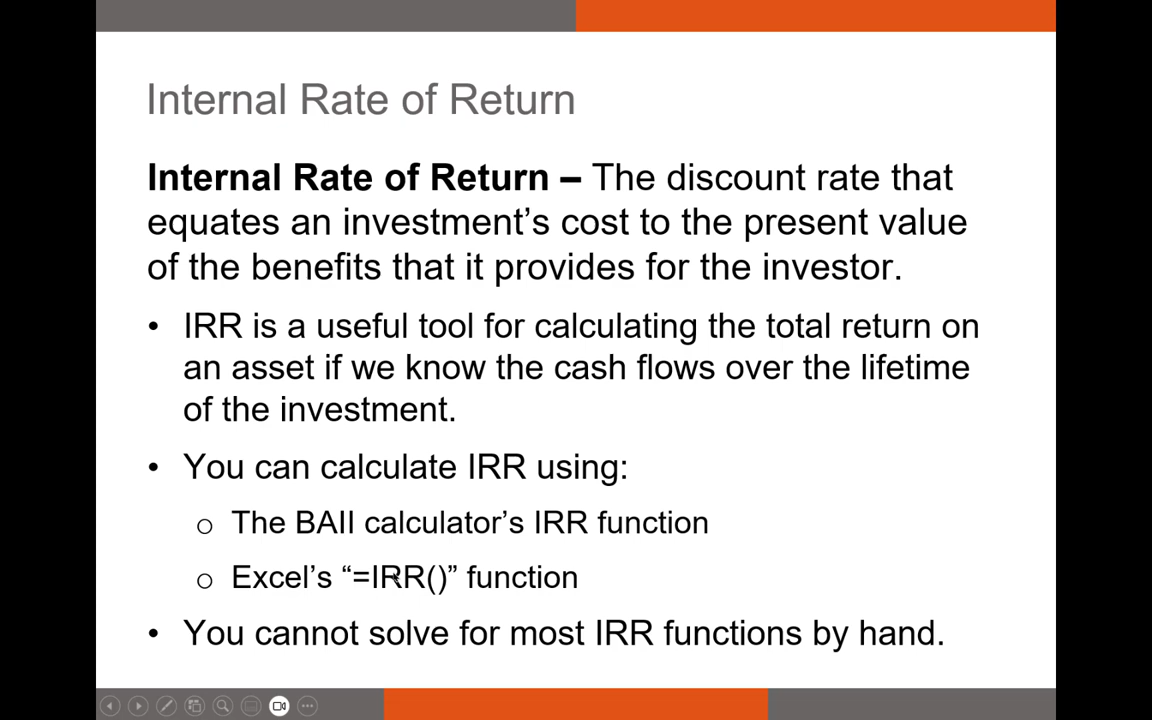 Internal Rate of Return
Internal Rate of Return – The discount rate that
equates an investment’s cost to the present value
of the benefits that it provides for the investor.
• IRR is a useful tool for calculating the total return on
an asset if we know the cash flows over the lifetime
of the investment.
• You can calculate IRR using:
o The BAII calculator’s IRR function
o Excel’s “=IRR()” function
• You cannot solve for most IRR functions by hand.